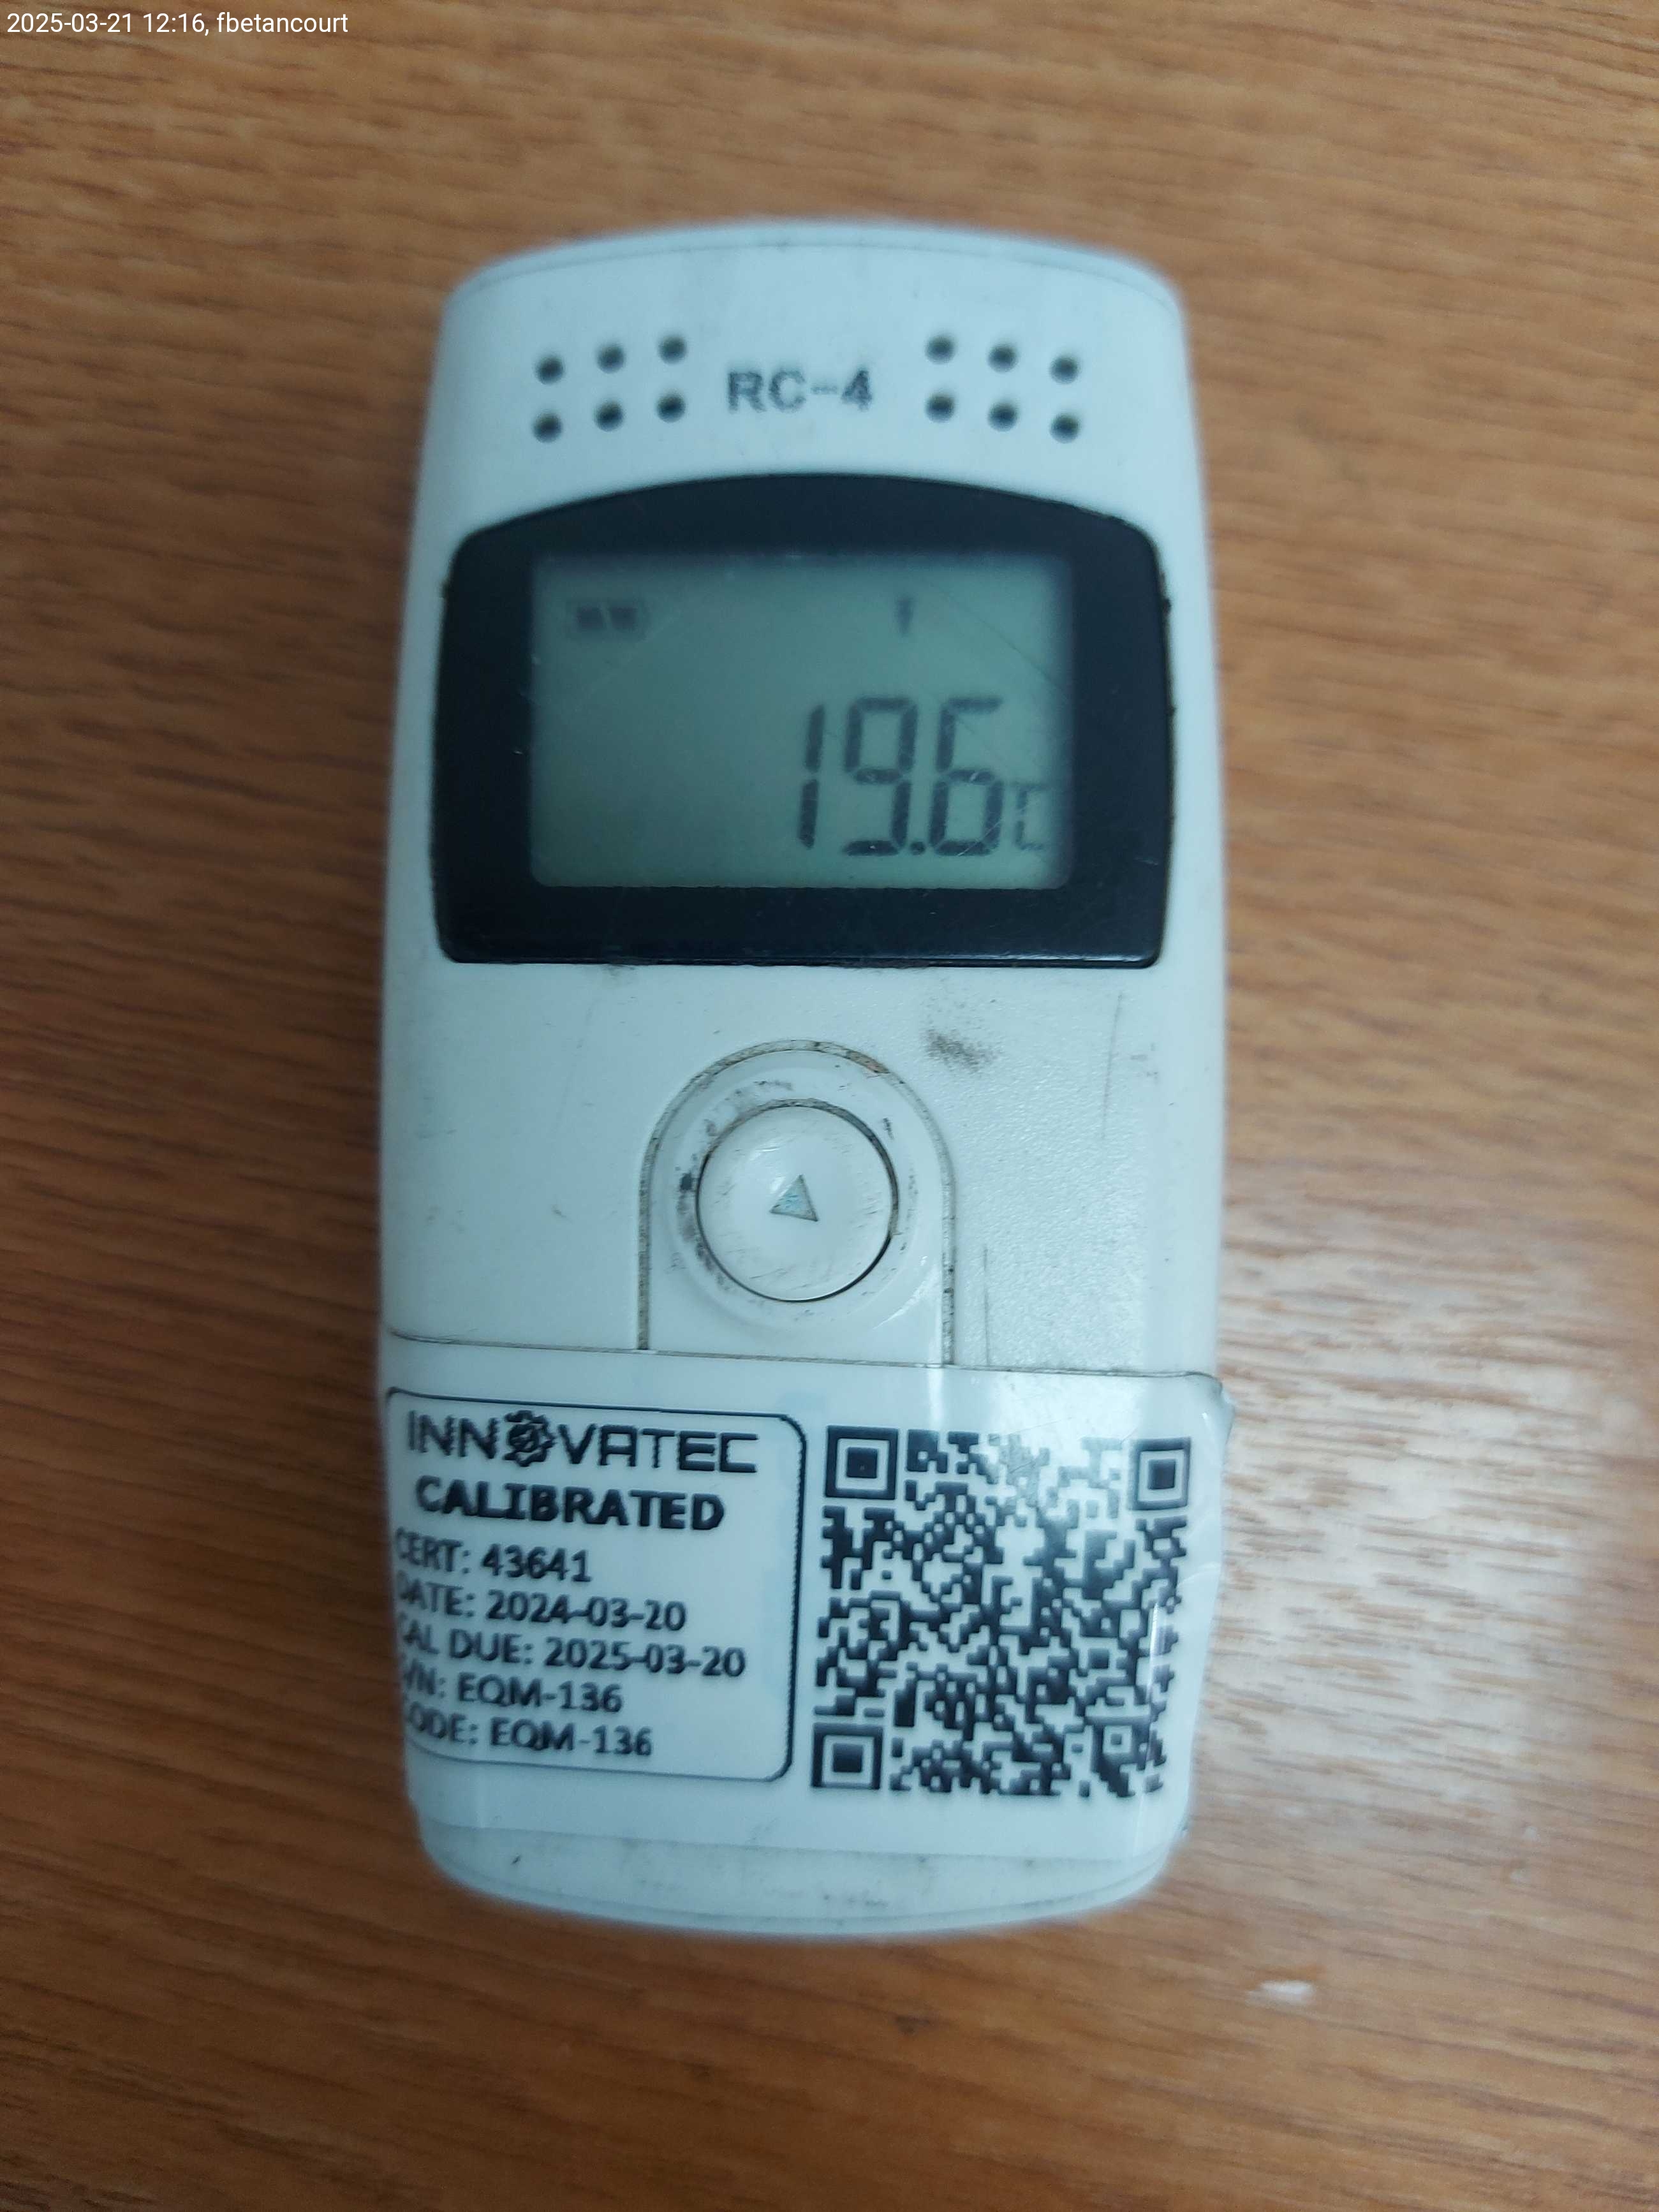 2025-03-21 12:16, fbetancourt
RC-4
19.6°C
INNOVATEC
CALIBRATED
CERT: 43641
DATE: 2024-03-20
CAL DUE: 2025-03-20
S/N: EQM-136
CODE: EQM-136